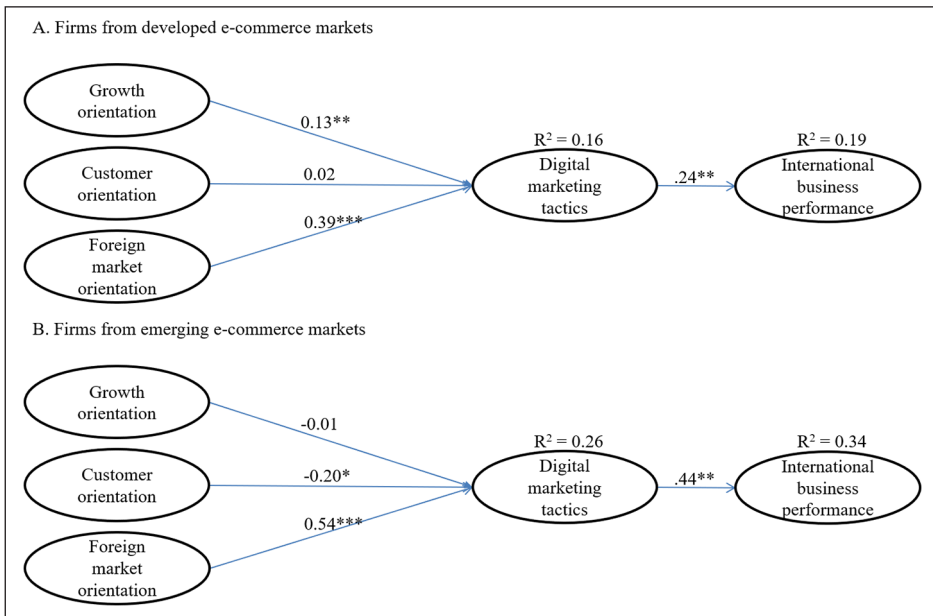 A. Firms from developed e-commerce markets
Growth
orientation
0.13**
Customer
orientation
0.02
Foreign
market
orientation
0.39***
R² = 0.16
Digital
marketing
tactics
.24**
R² = 0.19
International
business
performance
B. Firms from emerging e-commerce markets
Growth
orientation
-0.01
Customer
orientation
-0.20*
Foreign
market
orientation
0.54***
R² = 0.26
Digital
marketing
tactics
.44**
R² = 0.34
International
business
performance